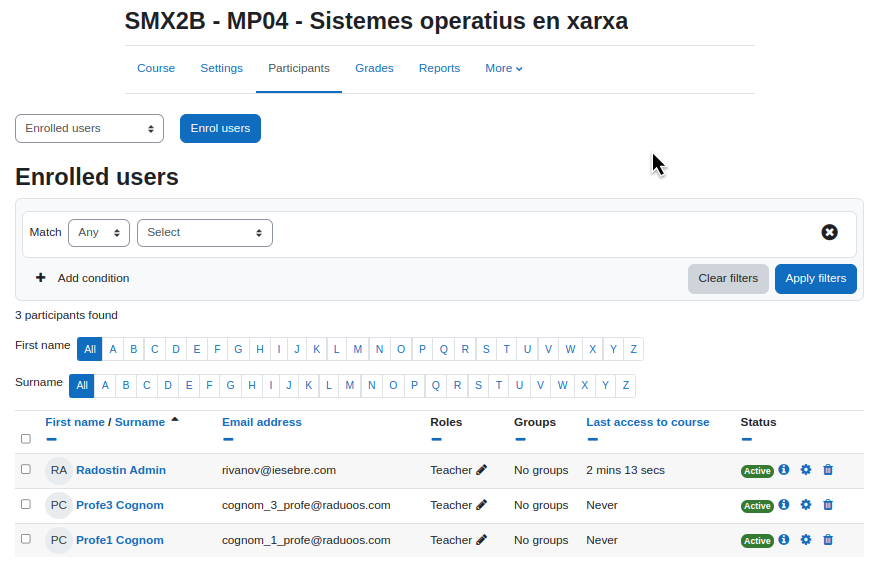 SMX2B - MP04 - Sistemes operatius en xarxa
Course Settings Participants Grades Reports More
Enrolled users Enrol users
Enrolled users
Match Any Select
Add condition Clear filters Apply filters
3 participants found
First name All A B C D E F G H I J K L M N O P Q R S T U V W X Y Z
Surname All A B C D E F G H I J K L M N O P Q R S T U V W X Y Z
First name / Surname Email address Roles Groups Last access to course Status
RA Radostin Admin rivanov@iesebre.com Teacher No groups 2 mins 13 secs Active
PC Profe3 Cognom cognom_3_profe@raduoos.com Teacher No groups Never Active
PC Profe1 Cognom cognom_1_profe@raduoos.com Teacher No groups Never Active